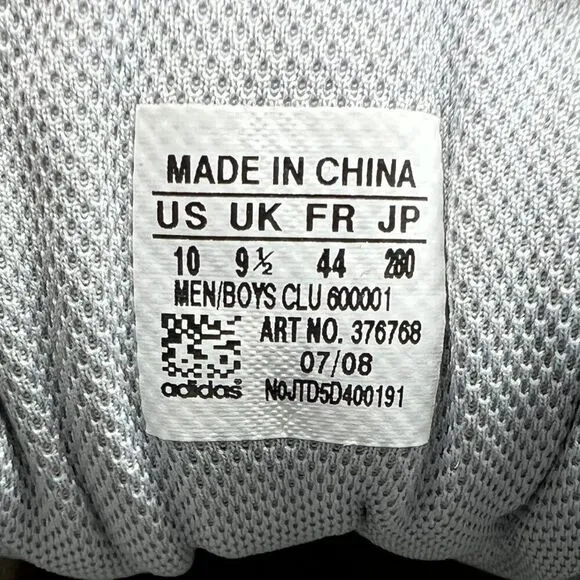 MADE IN CHINA
US UK FR JP
10 9½ 44 280
MEN/BOYS CLU 600001
ART NO. 376768
07/08
adidas® N0JTD5D400191